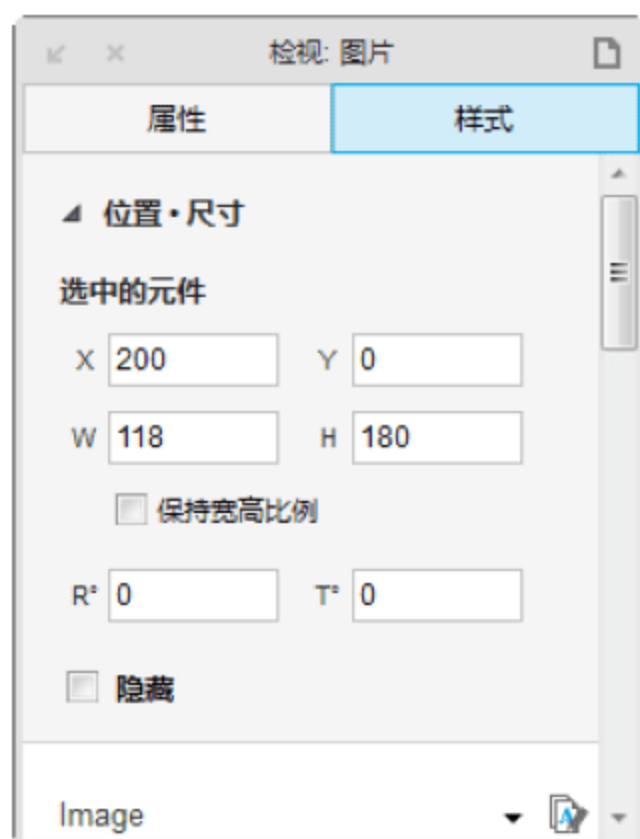 检视: 图片
属性 样式
位置·尺寸
选中的元件
X 200 Y 0
W 118 H 180
保持宽高比例
R° 0 T° 0
隐藏
Image